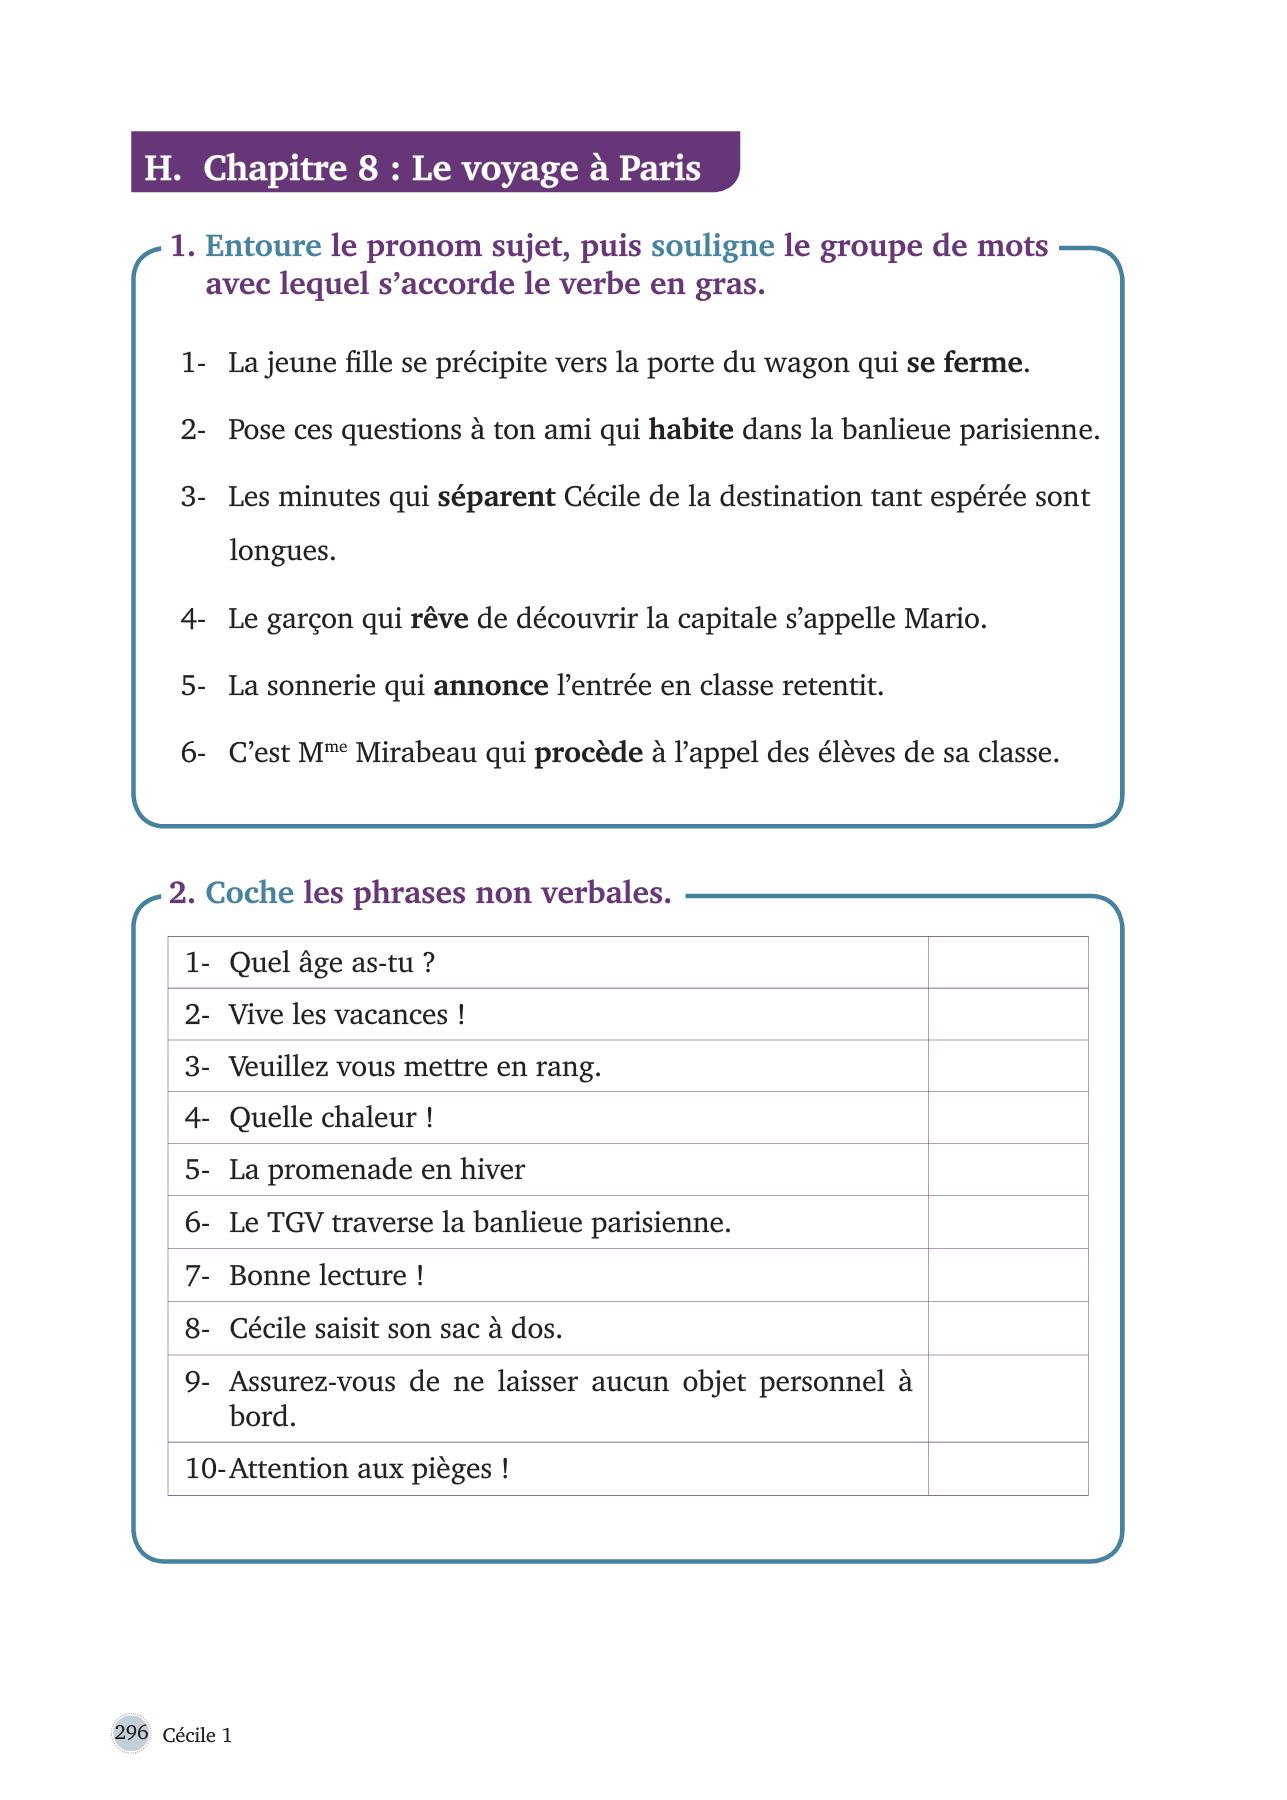 H. Chapitre 8 : Le voyage à Paris
1. Entoure le pronom sujet, puis souligne le groupe de mots
avec lequel s’accorde le verbe en gras.
1- La jeune fille se précipite vers la porte du wagon qui se ferme.
2- Pose ces questions à ton ami qui habite dans la banlieue parisienne.
3- Les minutes qui séparent Cécile de la destination tant espérée sont
longues.
4- Le garçon qui rêve de découvrir la capitale s’appelle Mario.
5- La sonnerie qui annonce l’entrée en classe retentit.
6- C’est Mme Mirabeau qui procède à l’appel des élèves de sa classe.
2. Coche les phrases non verbales.
1- Quel âge as-tu ?
2- Vive les vacances !
3- Veuillez vous mettre en rang.
4- Quelle chaleur !
5- La promenade en hiver
6- Le TGV traverse la banlieue parisienne.
7- Bonne lecture !
8- Cécile saisit son sac à dos.
9- Assurez-vous de ne laisser aucun objet personnel à
bord.
10- Attention aux pièges !
296 Cécile 1